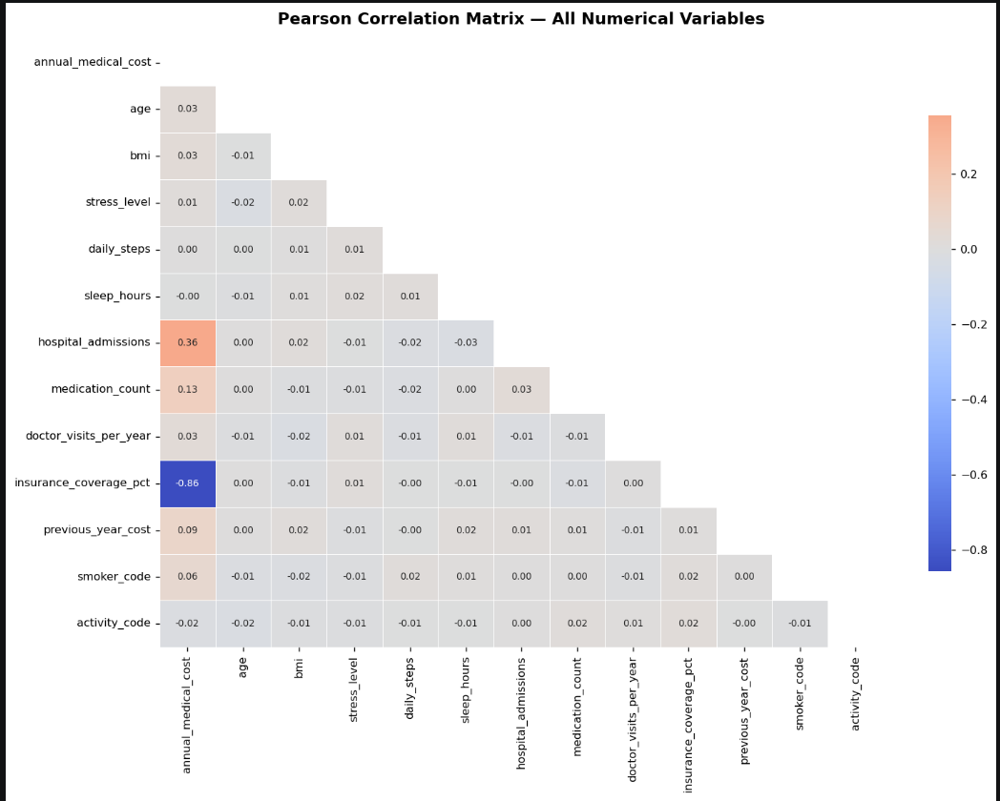 Pearson Correlation Matrix — All Numerical Variables
annual_medical_cost
age 0.03
bmi 0.03 -0.01
stress_level 0.01 -0.02 0.02
daily_steps 0.00 0.00 0.01 0.01
sleep_hours -0.00 -0.01 0.01 0.02 0.01
hospital_admissions 0.36 0.00 0.02 -0.01 -0.02 -0.03
medication_count 0.13 0.00 -0.01 -0.01 -0.02 0.00 0.03
doctor_visits_per_year 0.03 -0.01 -0.02 0.01 -0.01 0.01 -0.01 -0.01
insurance_coverage_pct -0.86 0.00 -0.01 0.01 -0.00 -0.01 -0.00 -0.01 0.00
previous_year_cost 0.09 0.00 0.02 -0.01 -0.00 0.02 0.01 0.01 -0.01 0.01
smoker_code 0.06 -0.01 -0.02 -0.01 0.02 0.01 0.00 0.00 -0.01 0.02 0.00
activity_code -0.02 -0.02 -0.01 -0.01 -0.01 -0.01 0.00 0.02 0.01 0.02 -0.00 -0.01
annual_medical_cost
age
bmi
stress_level
daily_steps
sleep_hours
hospital_admissions
medication_count
doctor_visits_per_year
insurance_coverage_pct
previous_year_cost
smoker_code
activity_code
0.2
0.0
−0.2
−0.4
−0.6
−0.8